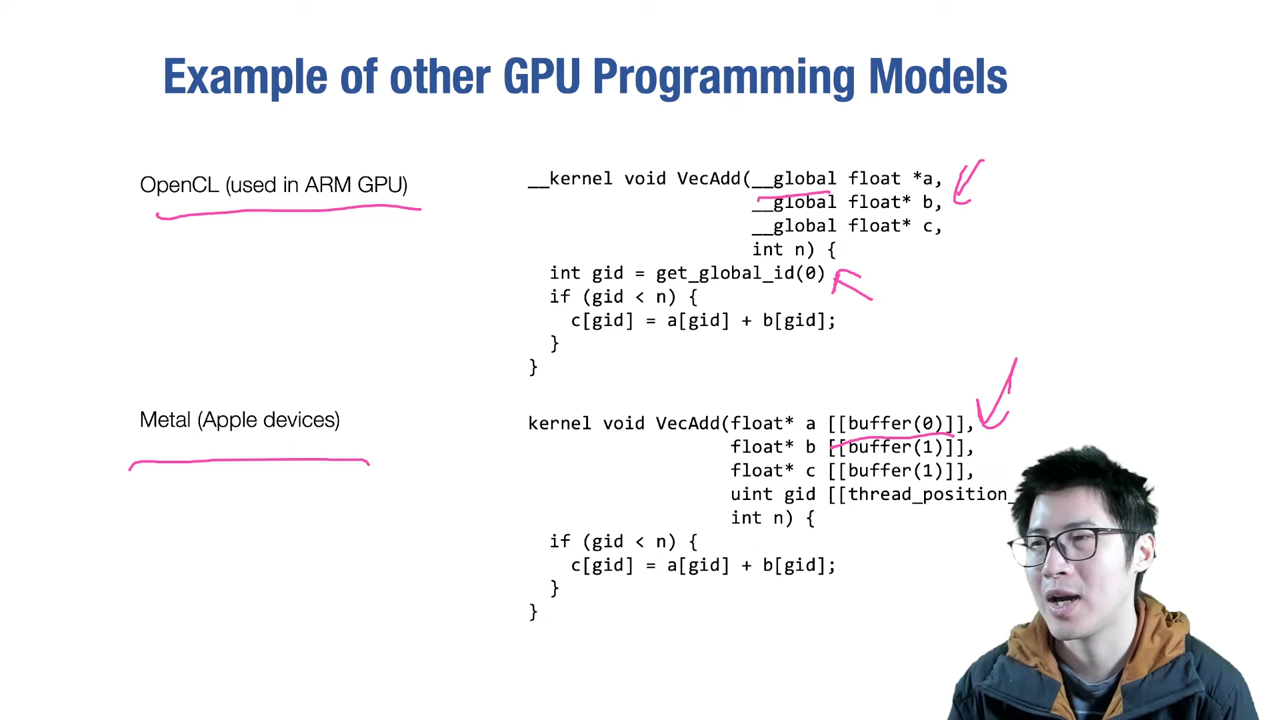 Example of other GPU Programming Models
OpenCL (used in ARM GPU)
__kernel void VecAdd(__global float *a,
__global float* b,
__global float* c,
int n) {
int gid = get_global_id(0)
if (gid < n) {
c[gid] = a[gid] + b[gid];
}
}
Metal (Apple devices)
kernel void VecAdd(float* a [[buffer(0)]],
float* b [[buffer(1)]],
float* c [[buffer(1)]],
uint gid [[thread_position_
int n) {
if (gid < n) {
c[gid] = a[gid] + b[gid];
}
}